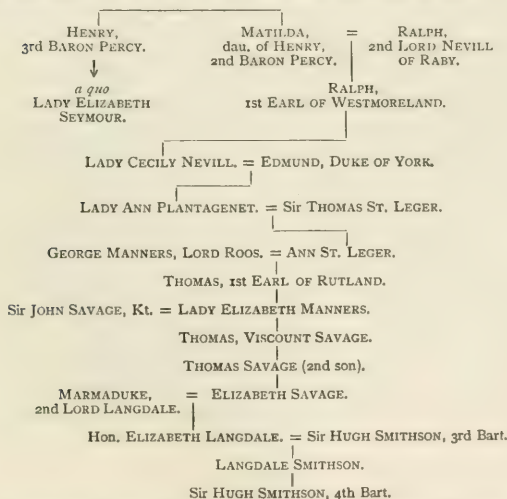 HENRY, MATILDA, = RALPH,
3rd BARON PERCY. dau. of HENRY, 2nd LORD NEVILL
2nd BARON PERCY. OF RABY.
a quo RALPH,
LADY ELIZABETH 1st EARL OF WESTMORELAND.
SEYMOUR.
LADY CECILY NEVILL. = EDMUND, DUKE OF YORK.
LADY ANN PLANTAGENET. = Sir THOMAS ST. LEGER.
GEORGE MANNERS, LORD ROOS. = ANN ST. LEGER.
THOMAS, 1st EARL OF RUTLAND.
Sir JOHN SAVAGE, Kt. = LADY ELIZABETH MANNERS.
THOMAS, VISCOUNT SAVAGE.
THOMAS SAVAGE (2nd son).
MARMADUKE, = ELIZABETH SAVAGE.
2nd LORD LANGDALE.
Hon. ELIZABETH LANGDALE. = Sir HUGH SMITHSON, 3rd Bart.
LANGDALE SMITHSON.
Sir HUGH SMITHSON, 4th Bart.